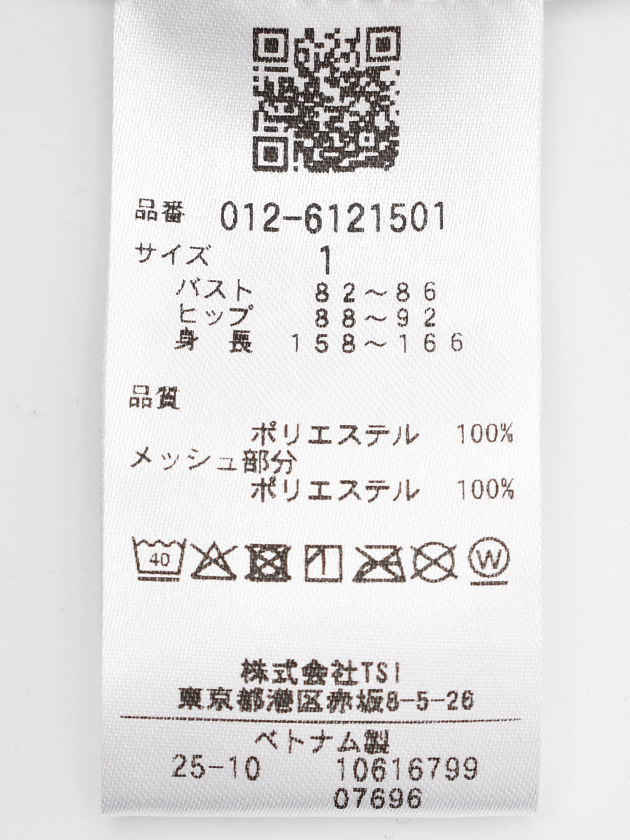 品番 012-6121501
サイズ 1
バスト 82～86
ヒップ 88～92
身長 158～166
品質
ポリエステル 100%
メッシュ部分
ポリエステル 100%
40 W
株式会社TSI
東京都港区赤坂8-5-26
ベトナム製
25-10 10616799
07696